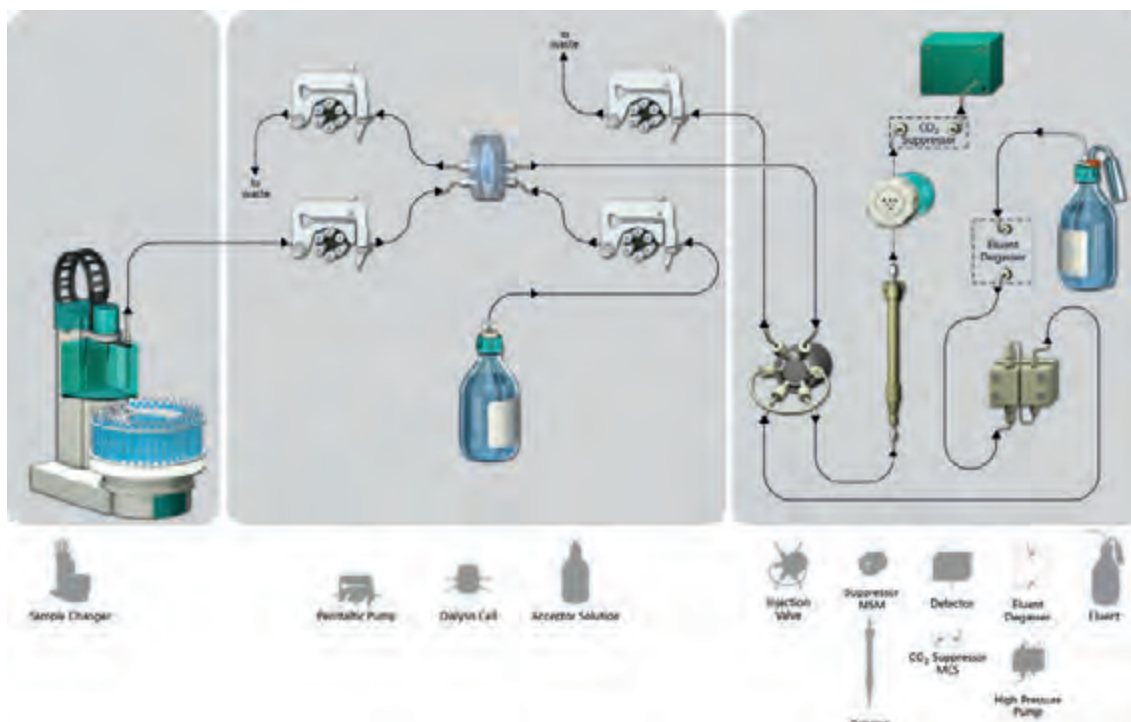 to
waste
CO2
Suppressor
to
waste
Eluent
Degasser
Sample Changer
Peristaltic Pump
Dialysis Cell
Acceptor Solution
Injection
Valve
Suppressor
MSM
Detector
Eluent
Degasser
Eluent
CO2 Suppressor
MCS
High Pressure
Pump